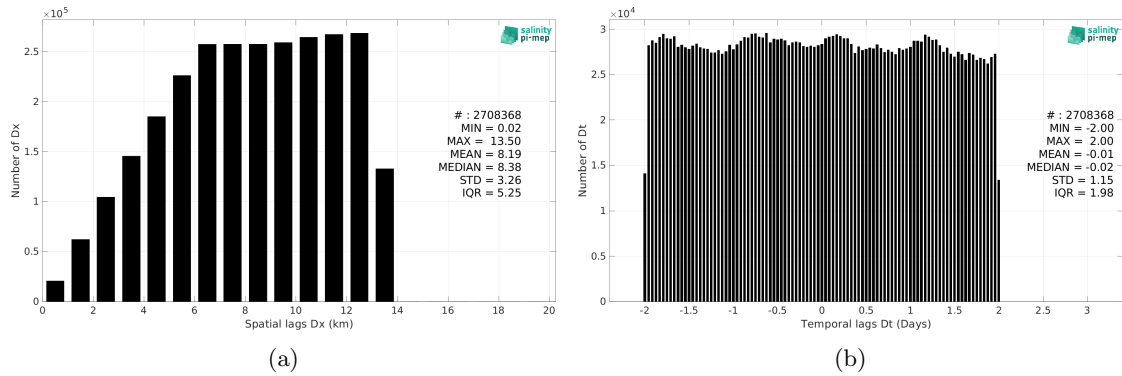 ×10⁵
2.5
2
1.5
1
0.5
0
Number of Dx
0 2 4 6 8 10 12 14 16 18 20
Spatial lags Dx (km)
salinity
pi-mep
# : 2708368
MIN = 0.02
MAX = 13.50
MEAN = 8.19
MEDIAN = 8.38
STD = 3.26
IQR = 5.25
(a)
×10⁴
3
2.5
2
1.5
1
0.5
0
Number of Dt
-2 -1.5 -1 -0.5 0 0.5 1 1.5 2 2.5 3
Temporal lags Dt (Days)
salinity
pi-mep
# : 2708368
MIN = -2.00
MAX = 2.00
MEAN = -0.01
MEDIAN = -0.02
STD = 1.15
IQR = 1.98
(b)